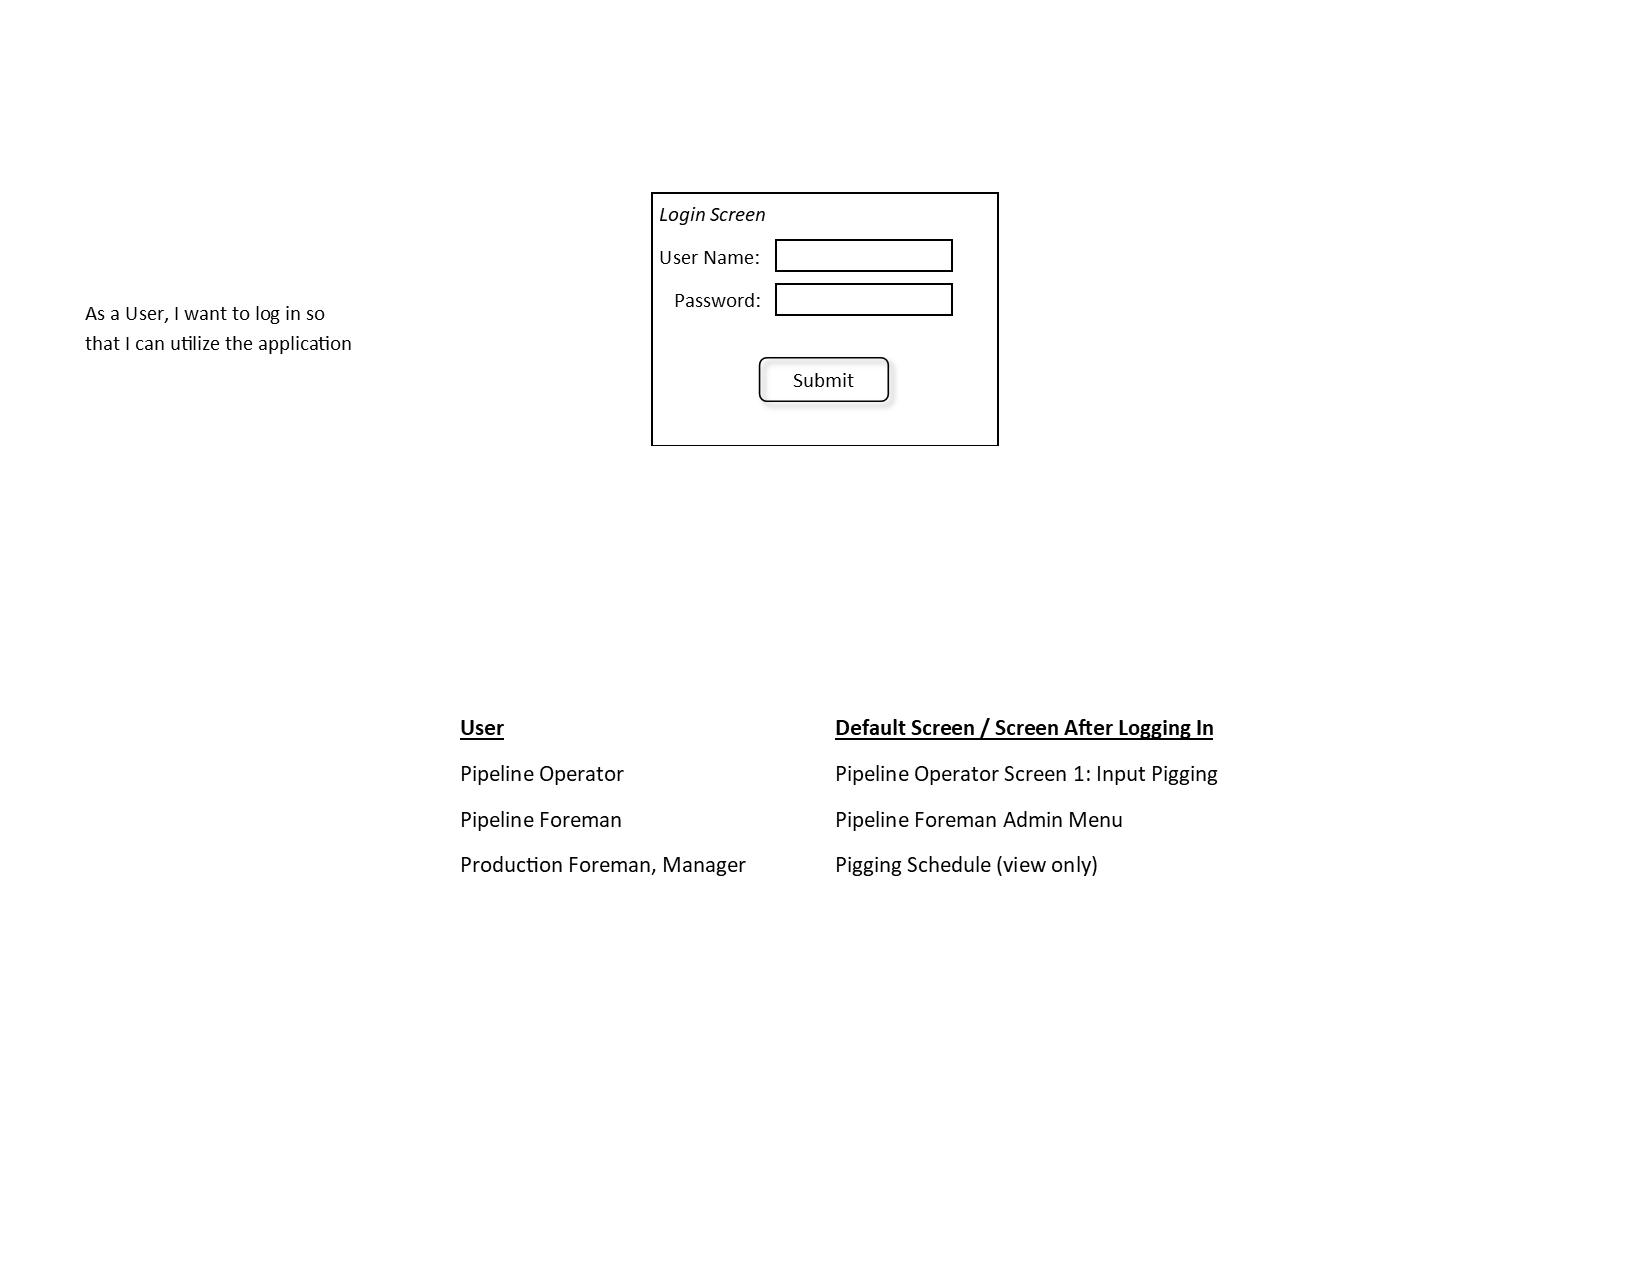 Login Screen
User Name:
Password:
As a User, I want to log in so
that I can utilize the application
Submit
User Default Screen / Screen After Logging In
Pipeline Operator Pipeline Operator Screen 1: Input Pigging
Pipeline Foreman Pipeline Foreman Admin Menu
Production Foreman, Manager Pigging Schedule (view only)